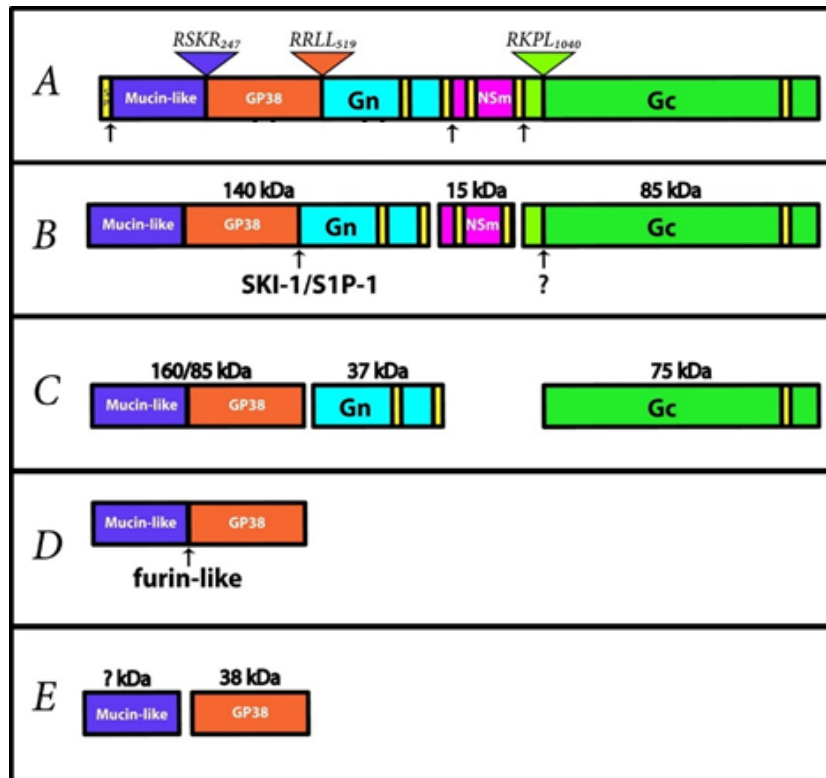 RSKR247 RRLL519 RKPL1040
A Mucin-like GP38 Gn NSm Gc
140 kDa 15 kDa 85 kDa
B Mucin-like GP38 Gn NSm Gc
SKI-1/S1P-1 ?
160/85 kDa 37 kDa 75 kDa
C Mucin-like GP38 Gn Gc
D Mucin-like GP38
furin-like
? kDa 38 kDa
E Mucin-like GP38